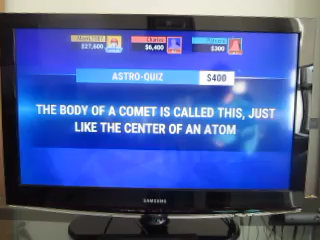 $27,600
$6,400
$300
ASTRO-QUIZ
$400
THE BODY OF A COMET IS CALLED THIS, JUST
LIKE THE CENTER OF AN ATOM
SAMSUNG